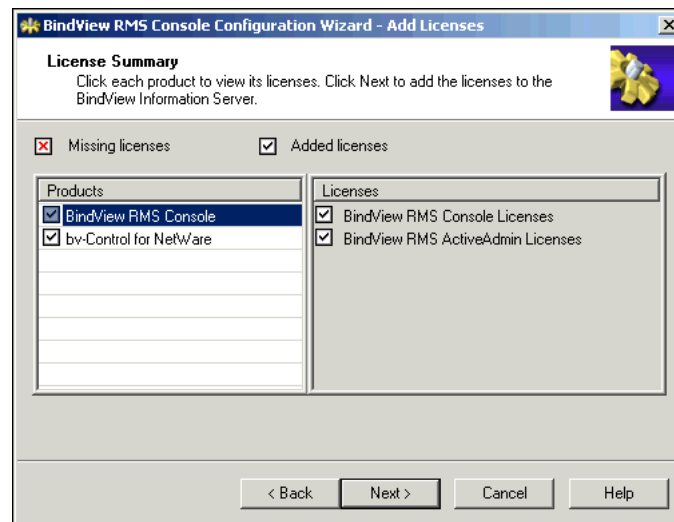 BindView RMS Console Configuration Wizard - Add Licenses
License Summary
Click each product to view its licenses. Click Next to add the licenses to the
BindView Information Server.
Missing licenses
Added licenses
Products
BindView RMS Console
bv-Control for NetWare
Licenses
BindView RMS Console Licenses
BindView RMS ActiveAdmin Licenses
< Back
Next >
Cancel
Help